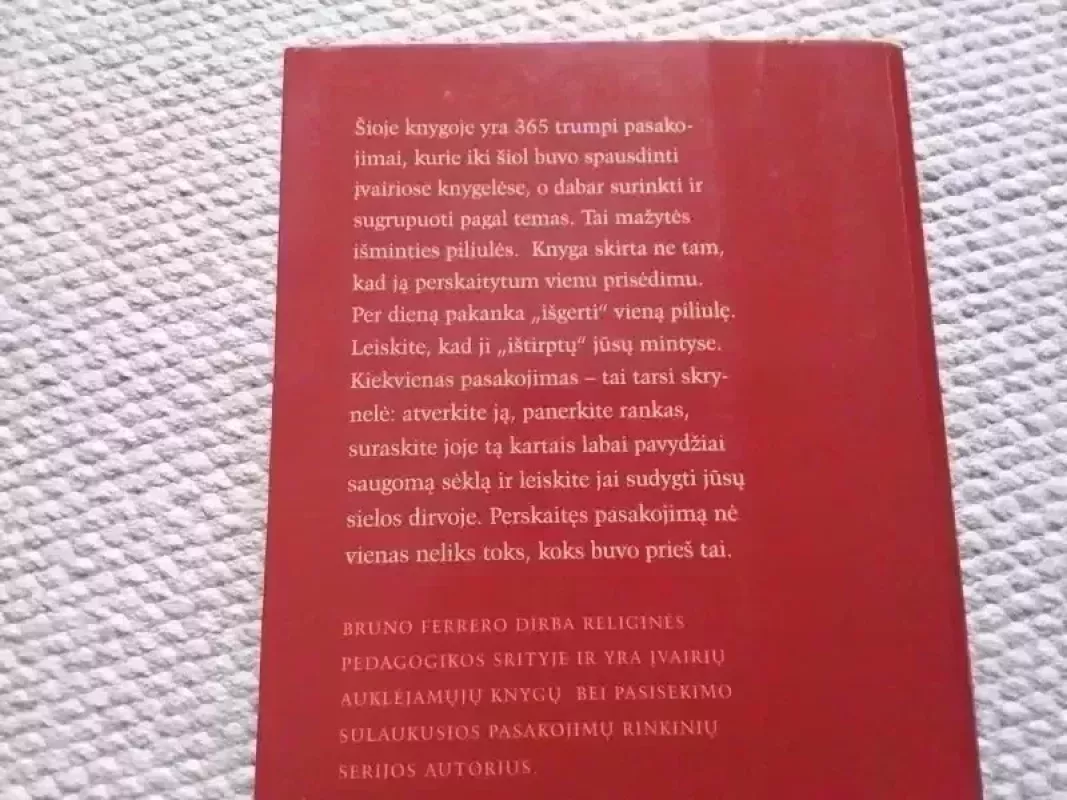 Šioje knygoje yra 365 trumpi pasako-
jimai, kurie iki šiol buvo spausdinti
įvairiose knygelėse, o dabar surinkti ir
sugrupuoti pagal temas. Tai mažytės
išminties piliulės. Knyga skirta ne tam,
kad ją perskaitytum vienu prisėdimu.
Per dieną pakanka „išgerti“ vieną piliulę.
Leiskite, kad ji „ištirptų“ jūsų mintyse.
Kiekvienas pasakojimas – tai tarsi skry-
nelė: atverkite ją, panerkite rankas,
suraskite joje tą kartais labai pavydžiai
saugomą sėklą ir leiskite jai sudygti jūsų
sielos dirvoje. Perskaitęs pasakojimą nė
vienas neliks toks, koks buvo prieš tai.
BRUNO FERRERO DIRBA RELIGINĖS
PEDAGOGIKOS SRITYJE IR YRA ĮVAIRIŲ
AUKLĖJAMŲJŲ KNYGŲ BEI PASISEKIMO
SULAUKUSIOS PASAKOJIMŲ RINKINIŲ
SERIJOS AUTORIUS.